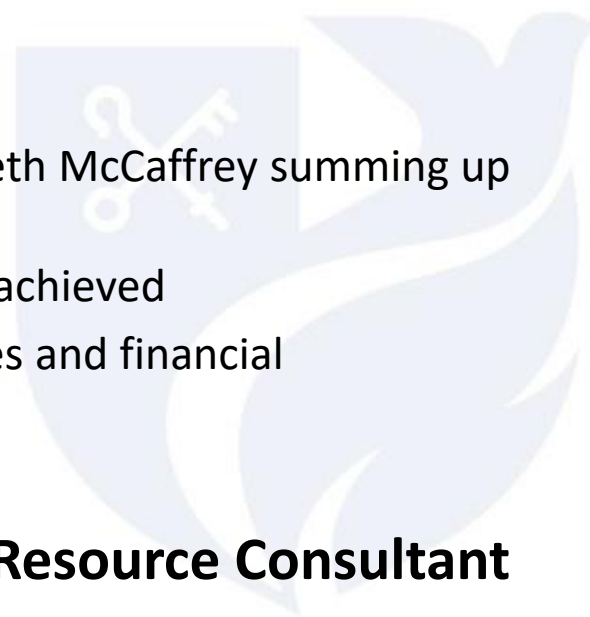 eth McCaffrey summing up
achieved
es and financial
Resource Consultant